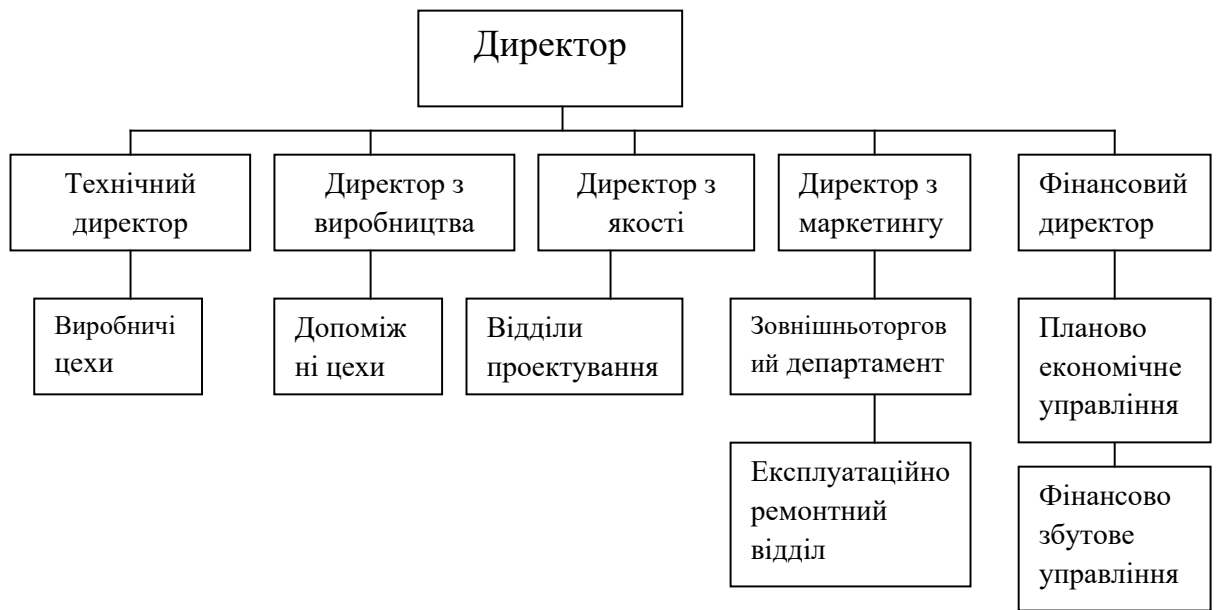 Директор
Технічний
директор
Директор з
виробництва
Директор з
якості
Директор з
маркетингу
Фінансовий
директор
Виробничі
цехи
Допоміж
ні цехи
Відділи
проектування
Зовнішньоторгов
ий департамент
Планово
економічне
управління
Експлуатаційно
ремонтний
відділ
Фінансово
збутове
управління